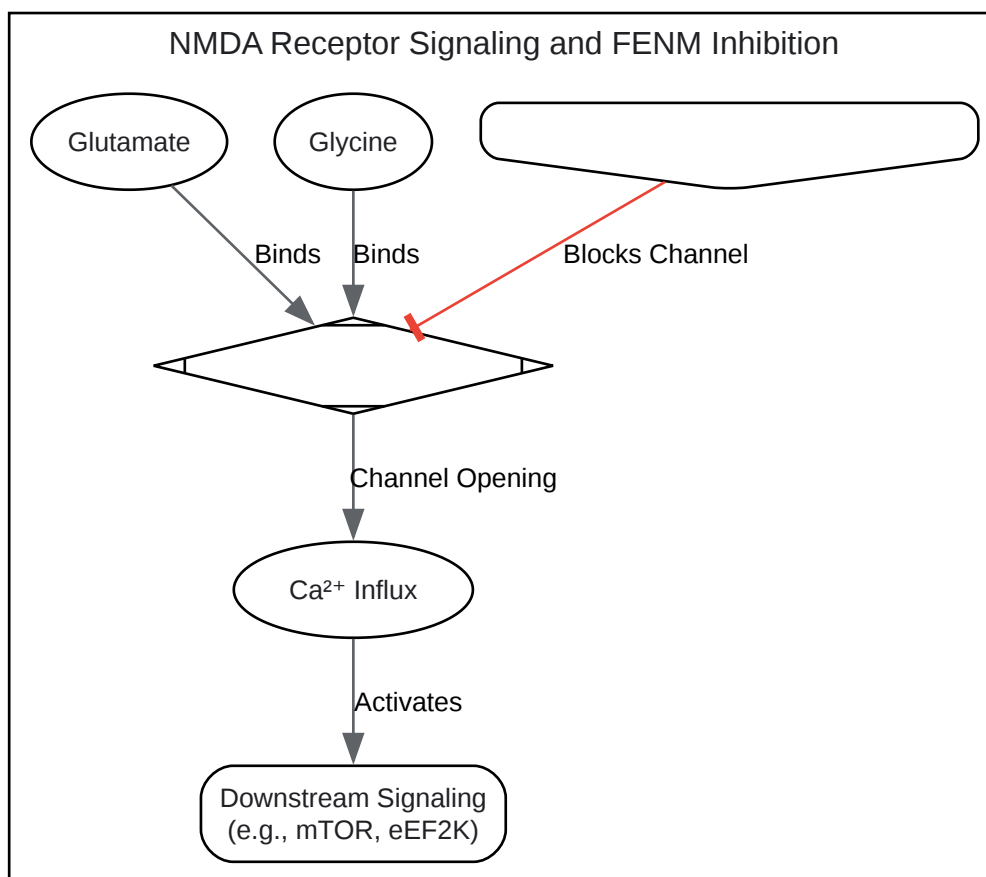 NMDA Receptor Signaling and FENM Inhibition
Glutamate
Glycine
Binds
Binds
Blocks Channel
Channel Opening
Ca²⁺ Influx
Activates
Downstream Signaling
(e.g., mTOR, eEF2K)